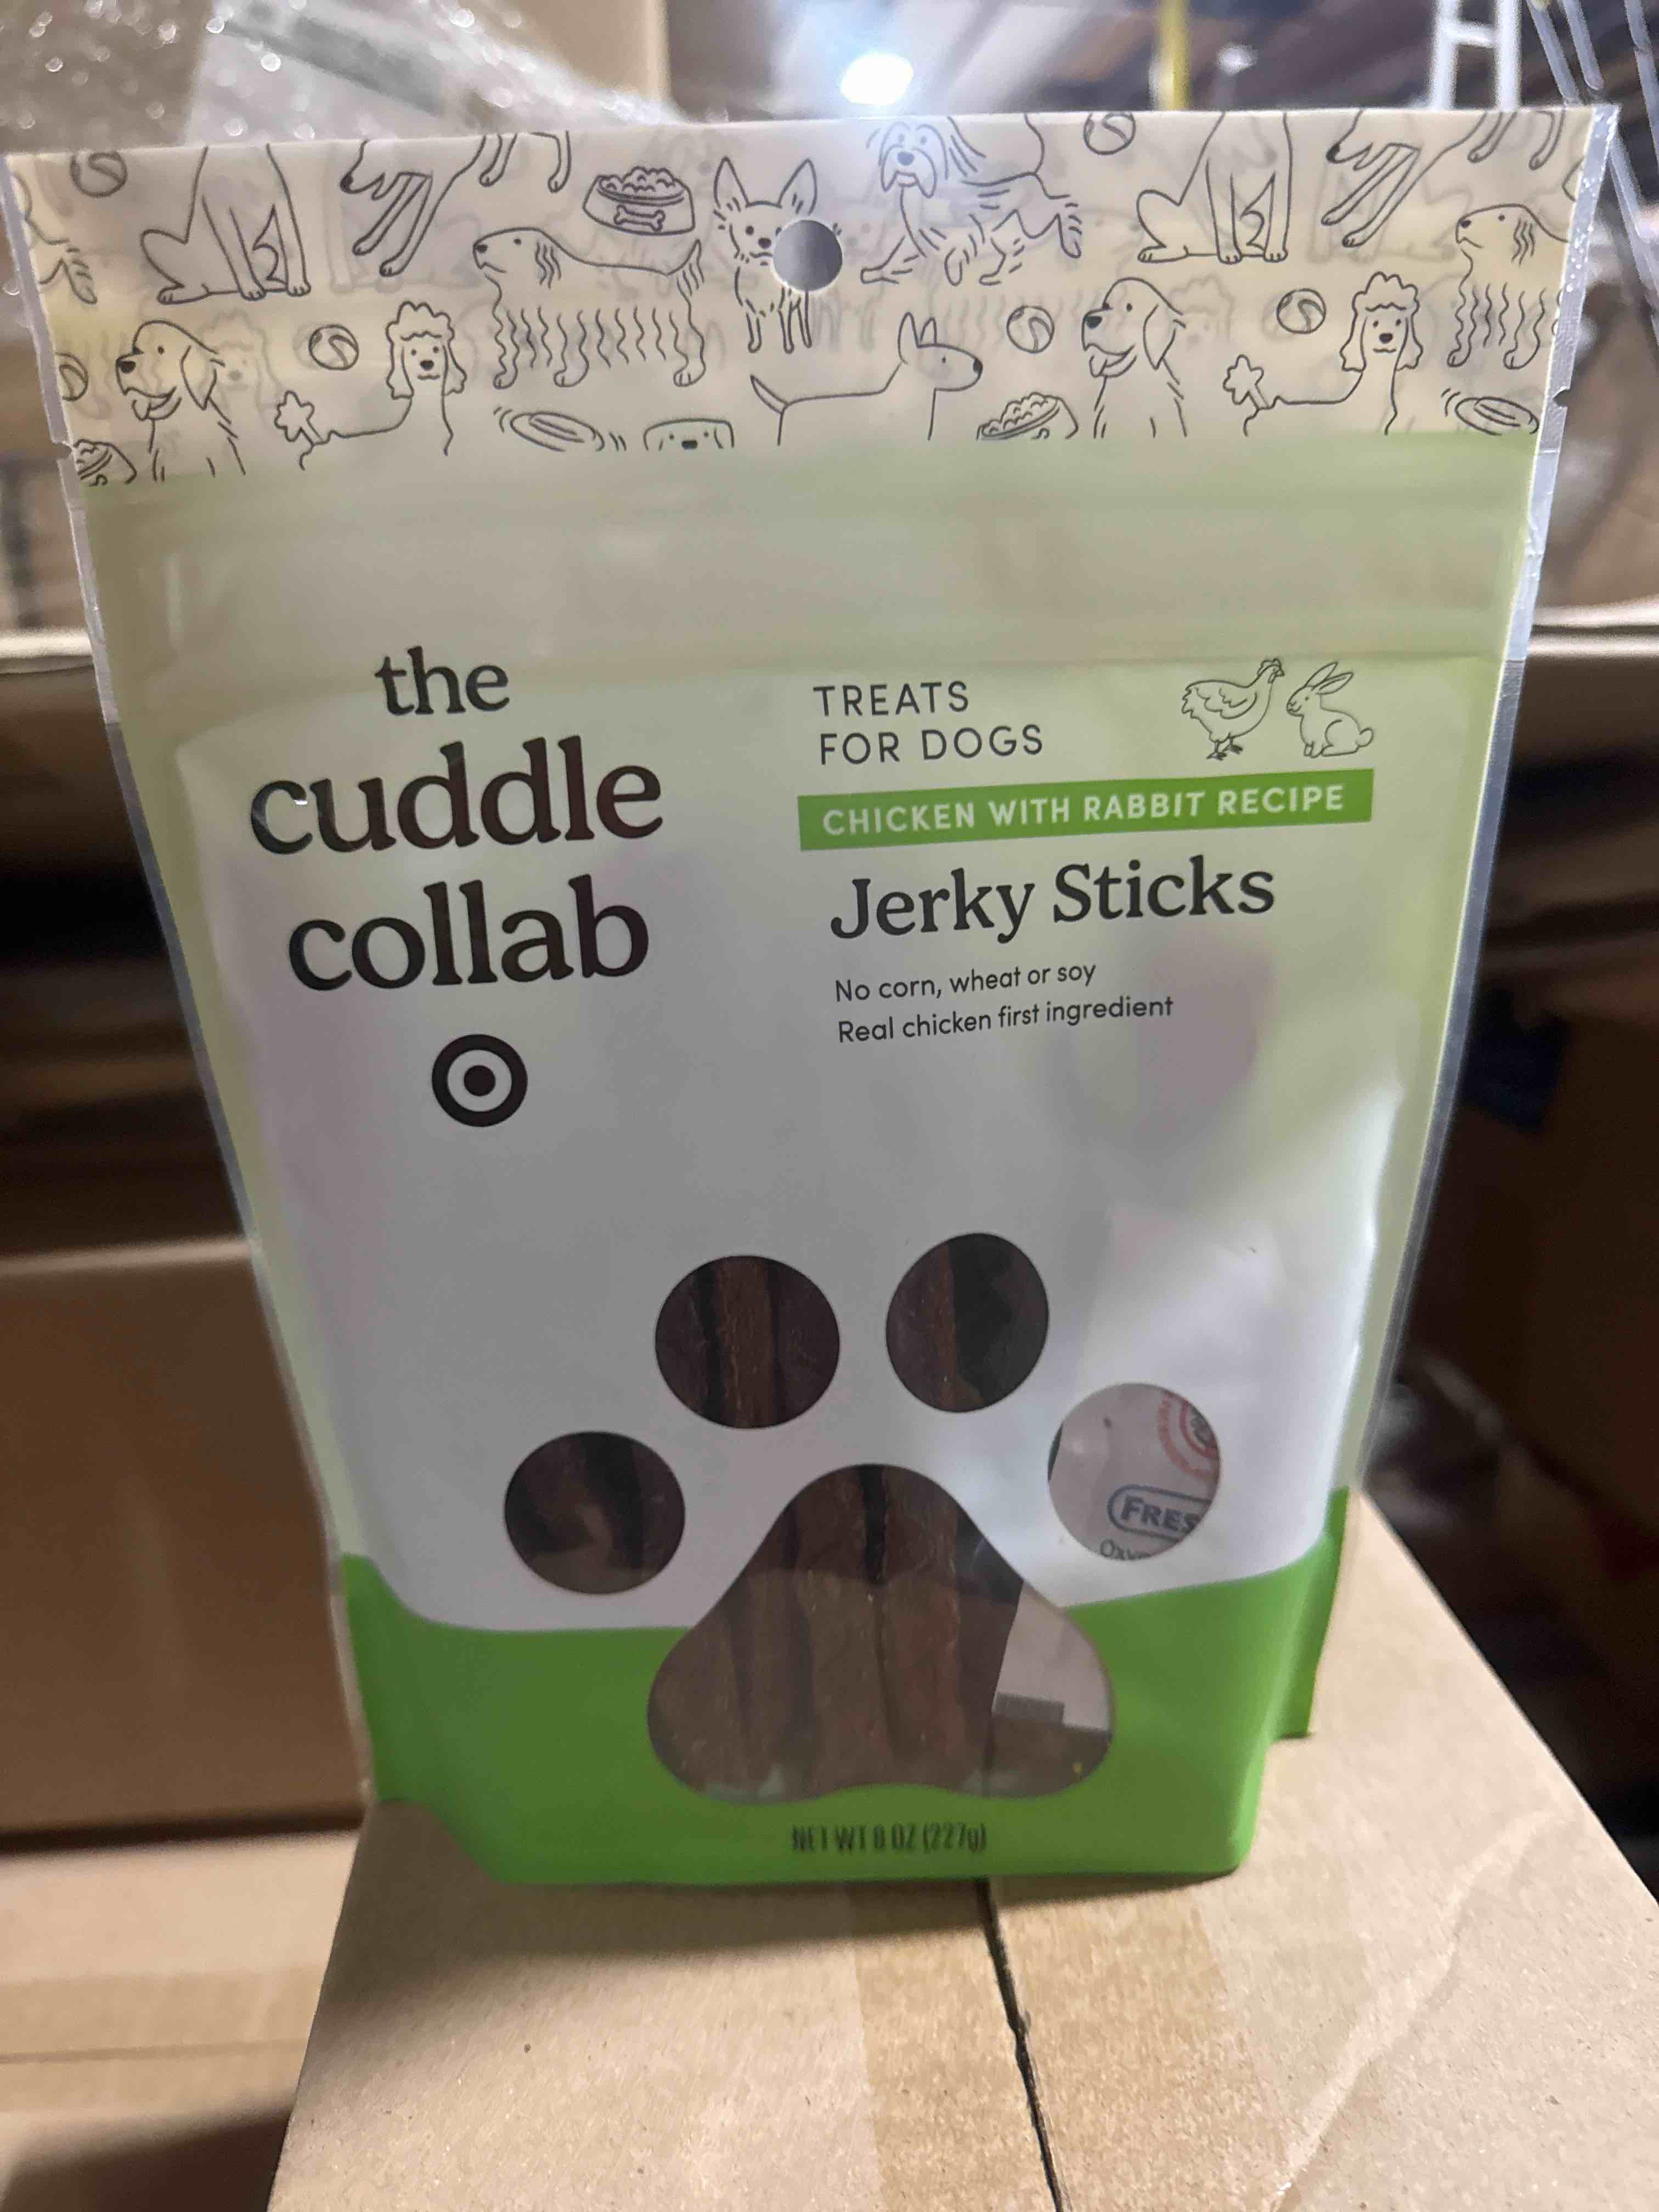 the
cuddle
collab
TREATS
FOR DOGS
CHICKEN WITH RABBIT RECIPE
Jerky Sticks
No corn, wheat or soy
Real chicken first ingredient
FRES
NET WT 8 OZ (227g)